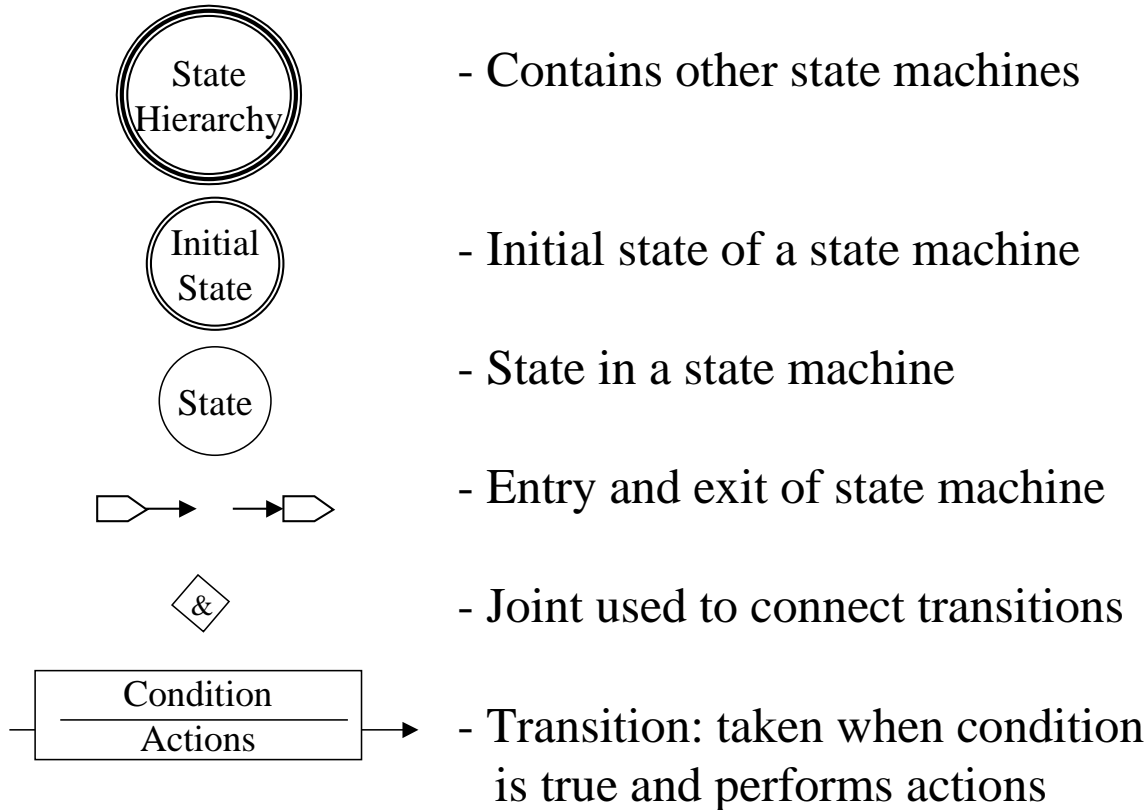 State
Hierarchy
- Contains other state machines
Initial
State
- Initial state of a state machine
State
- State in a state machine
- Entry and exit of state machine
&
- Joint used to connect transitions
Condition
Actions
- Transition: taken when condition
is true and performs actions